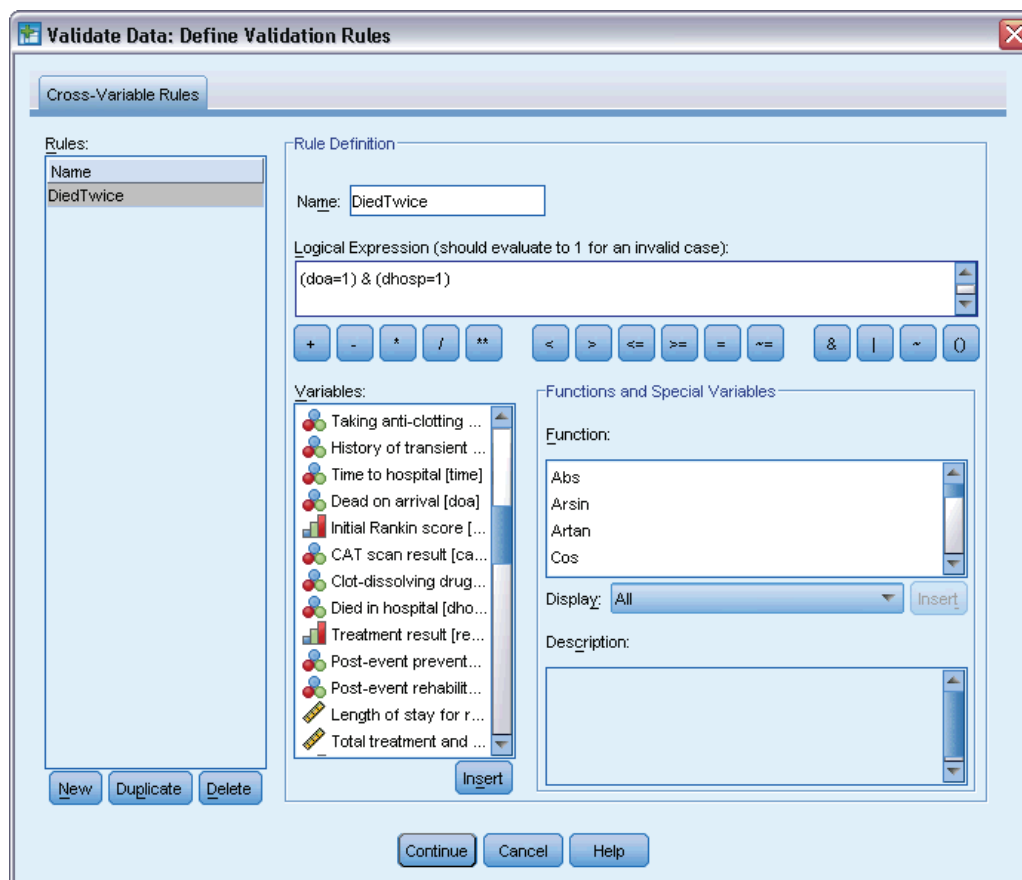 Validate Data: Define Validation Rules
Cross-Variable Rules
Rules:
Name
DiedTwice
Rule Definition
Name: DiedTwice
Logical Expression (should evaluate to 1 for an invalid case):
(doa=1) & (dhosp=1)
+ - * / ** < > <= >= = ~= & | ~ ()
Variables:
Taking anti-clotting ...
History of transient ...
Time to hospital [time]
Dead on arrival [doa]
Initial Rankin score [...
CAT scan result [ca...
Clot-dissolving drug...
Died in hospital [dho...
Treatment result [re...
Post-event prevent...
Post-event rehabilit...
Length of stay for r...
Total treatment and ...
Insert
Functions and Special Variables
Function:
Abs
Arsin
Artan
Cos
Display: All Insert
Description:
New Duplicate Delete
Continue Cancel Help